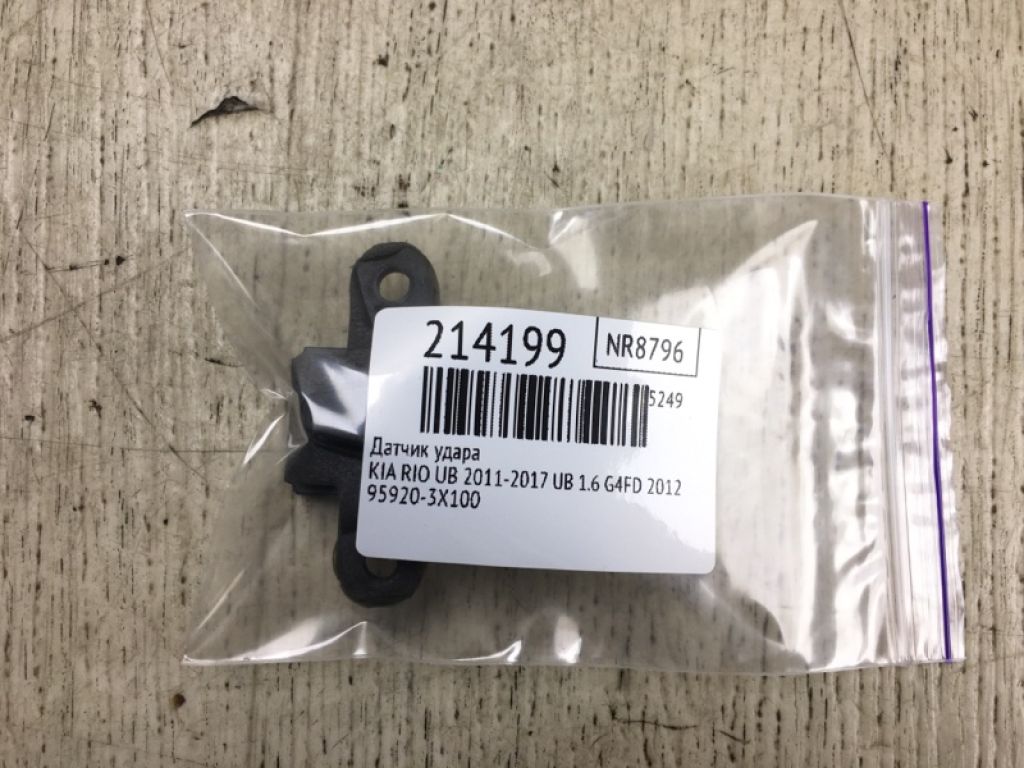 214199
NR8796
5249
Датчик удара
KIA RIO UB 2011-2017 UB 1.6 G4FD 2012
95920-3X100